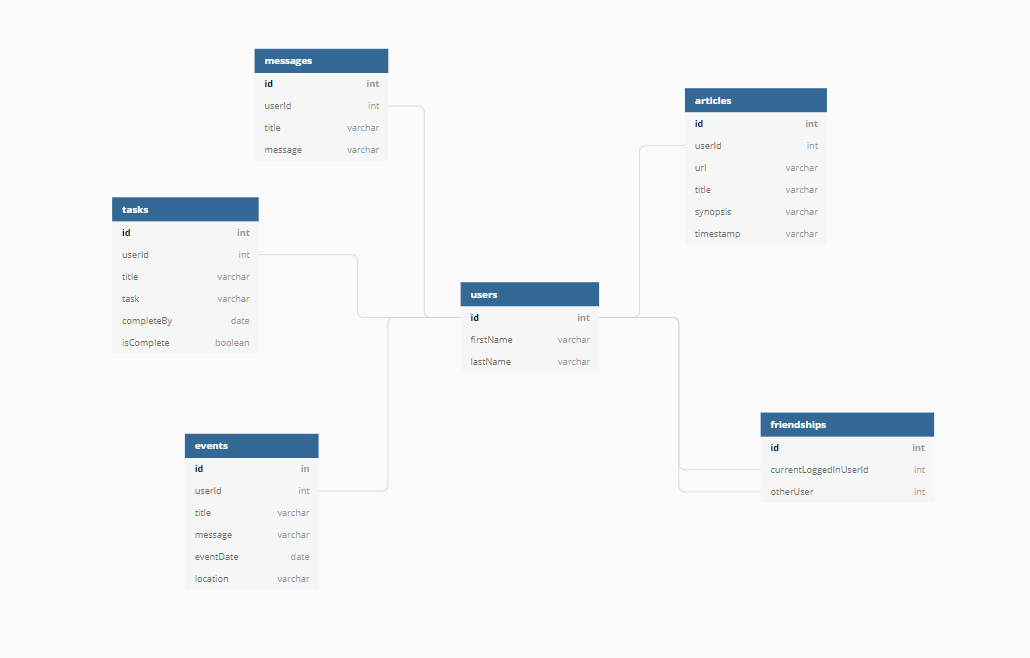 messages
id int
userId int
title varchar
message varchar
articles
id int
userId int
url varchar
title varchar
synopsis varchar
timestamp varchar
tasks
id int
userId int
title varchar
task varchar
completeBy date
isComplete boolean
users
id int
firstName varchar
lastName varchar
friendships
id int
currentLoggedInUserId int
otherUser int
events
id in
userId int
title varchar
message varchar
eventDate date
location varchar